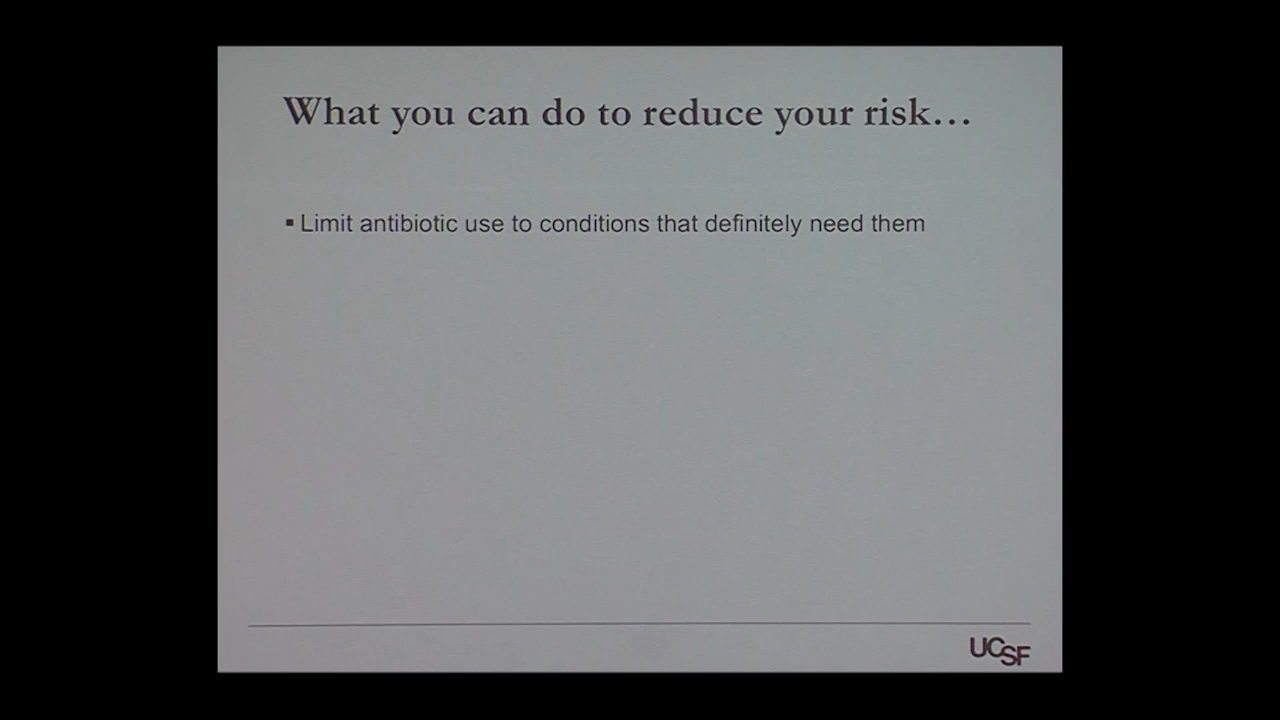 What you can do to reduce your risk…
▪ Limit antibiotic use to conditions that definitely need them
UCSF